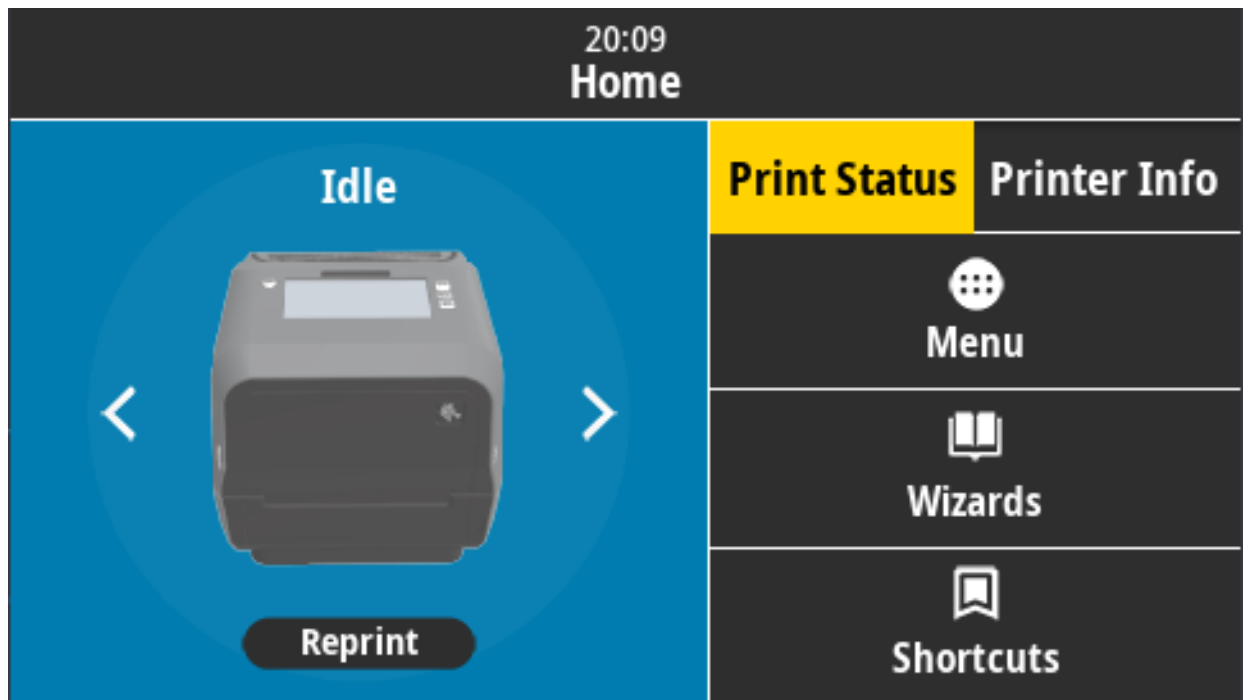 20:09
Home
Idle
Print Status
Printer Info
Menu
Wizards
Shortcuts
Reprint